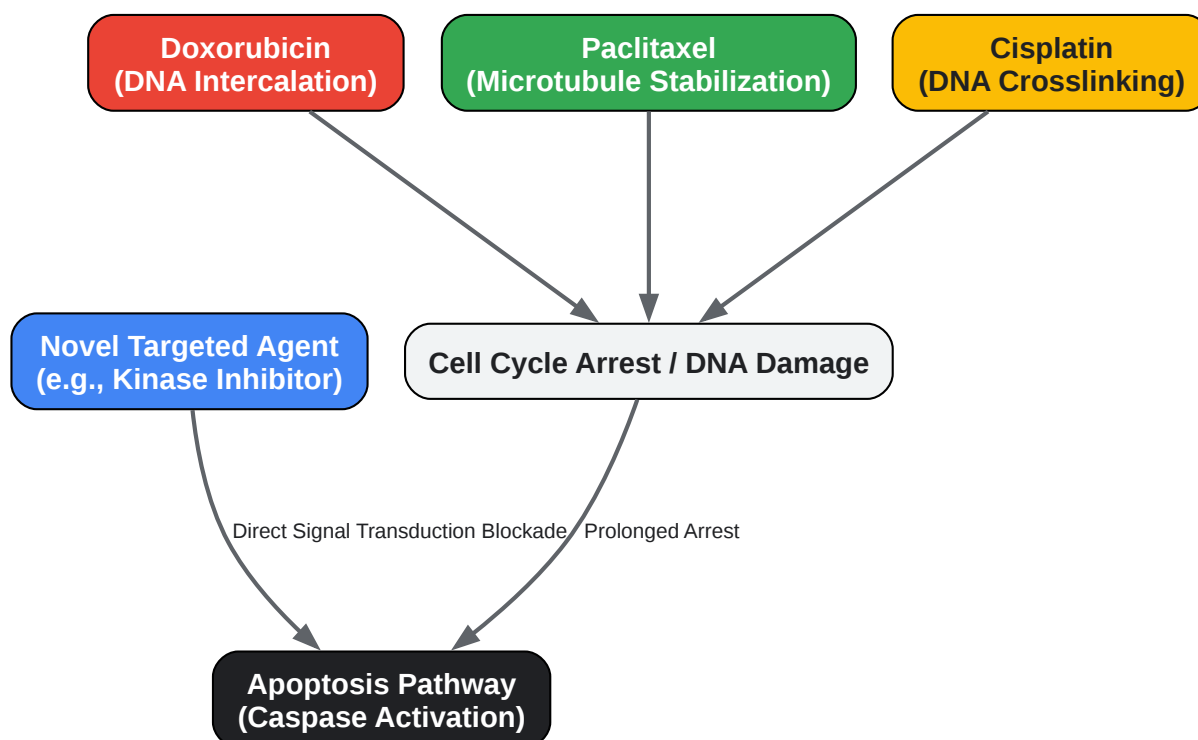 Doxorubicin
(DNA Intercalation)
Paclitaxel
(Microtubule Stabilization)
Cisplatin
(DNA Crosslinking)
Novel Targeted Agent
(e.g., Kinase Inhibitor)
Cell Cycle Arrest / DNA Damage
Direct Signal Transduction Blockade
Prolonged Arrest
Apoptosis Pathway
(Caspase Activation)